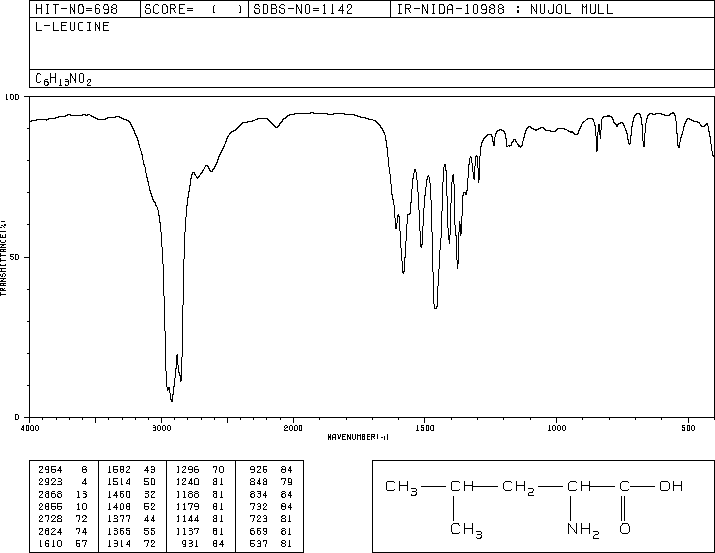 HIT-NO=698 SCORE= ( ) SDBS-NO=1142 IR-NIDA-10988 : NUJOL MULL
L-LEUCINE
C6H13NO2
100
50
0
TRANSMITTANCE(%)
4000 3000 2000 1500 1000 500
WAVENUMBER(-1)
2954 6 1582 43 1296 70 926 84
2923 4 1514 50 1240 81 848 79
2868 13 1460 32 1188 81 834 84
2855 10 1408 52 1179 81 732 84
2728 72 1377 44 1144 81 723 81
2624 74 1365 55 1137 81 669 81
1610 57 1314 72 931 84 537 81
CH3 CH CH2 CH C OH
CH3 NH2 O